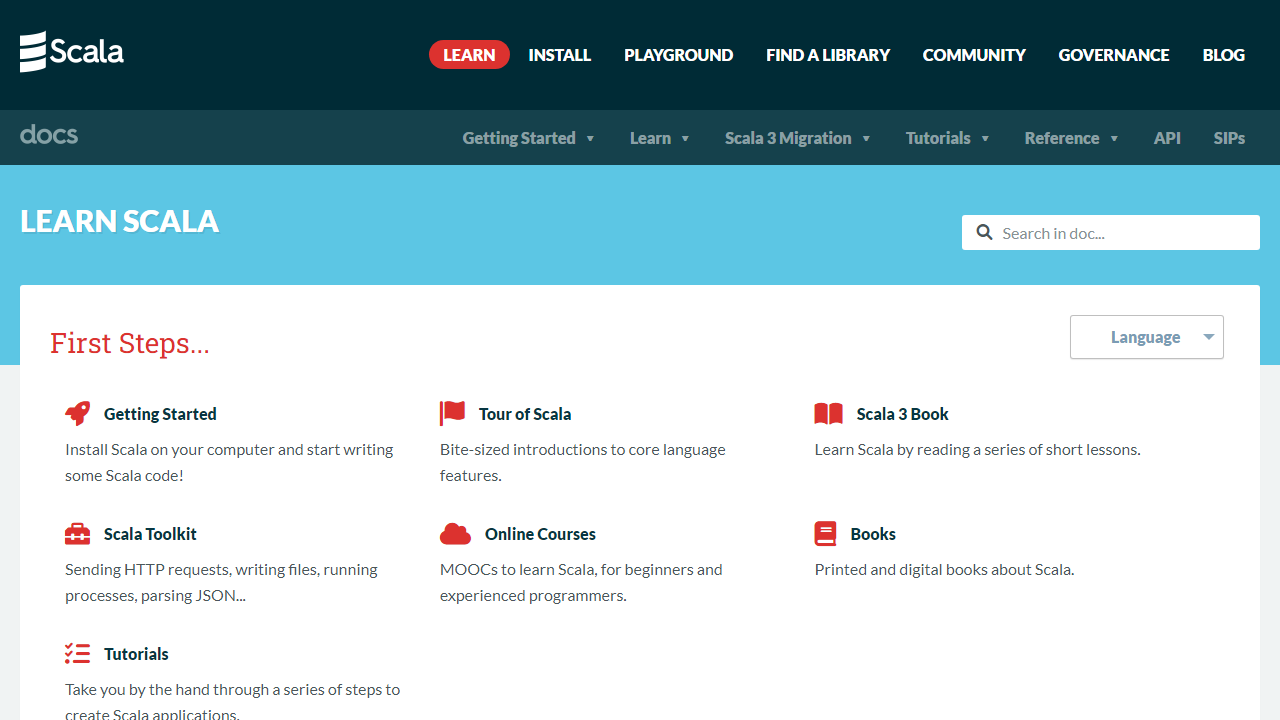 Scala
LEARN INSTALL PLAYGROUND FIND A LIBRARY COMMUNITY GOVERNANCE BLOG
docs
Getting Started Learn Scala 3 Migration Tutorials Reference API SIPs
LEARN SCALA
Search in doc...
First Steps...
Language
Getting Started
Install Scala on your computer and start writing
some Scala code!
Tour of Scala
Bite-sized introductions to core language
features.
Scala 3 Book
Learn Scala by reading a series of short lessons.
Scala Toolkit
Sending HTTP requests, writing files, running
processes, parsing JSON...
Online Courses
MOOCs to learn Scala, for beginners and
experienced programmers.
Books
Printed and digital books about Scala.
Tutorials
Take you by the hand through a series of steps to
create Scala applications.